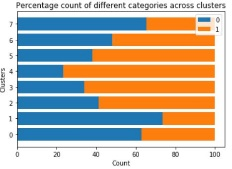 Percentage count of different categories across clusters
0
1
7
6
5
4
3
2
1
0
Clusters
0 20 40 60 80 100
Count